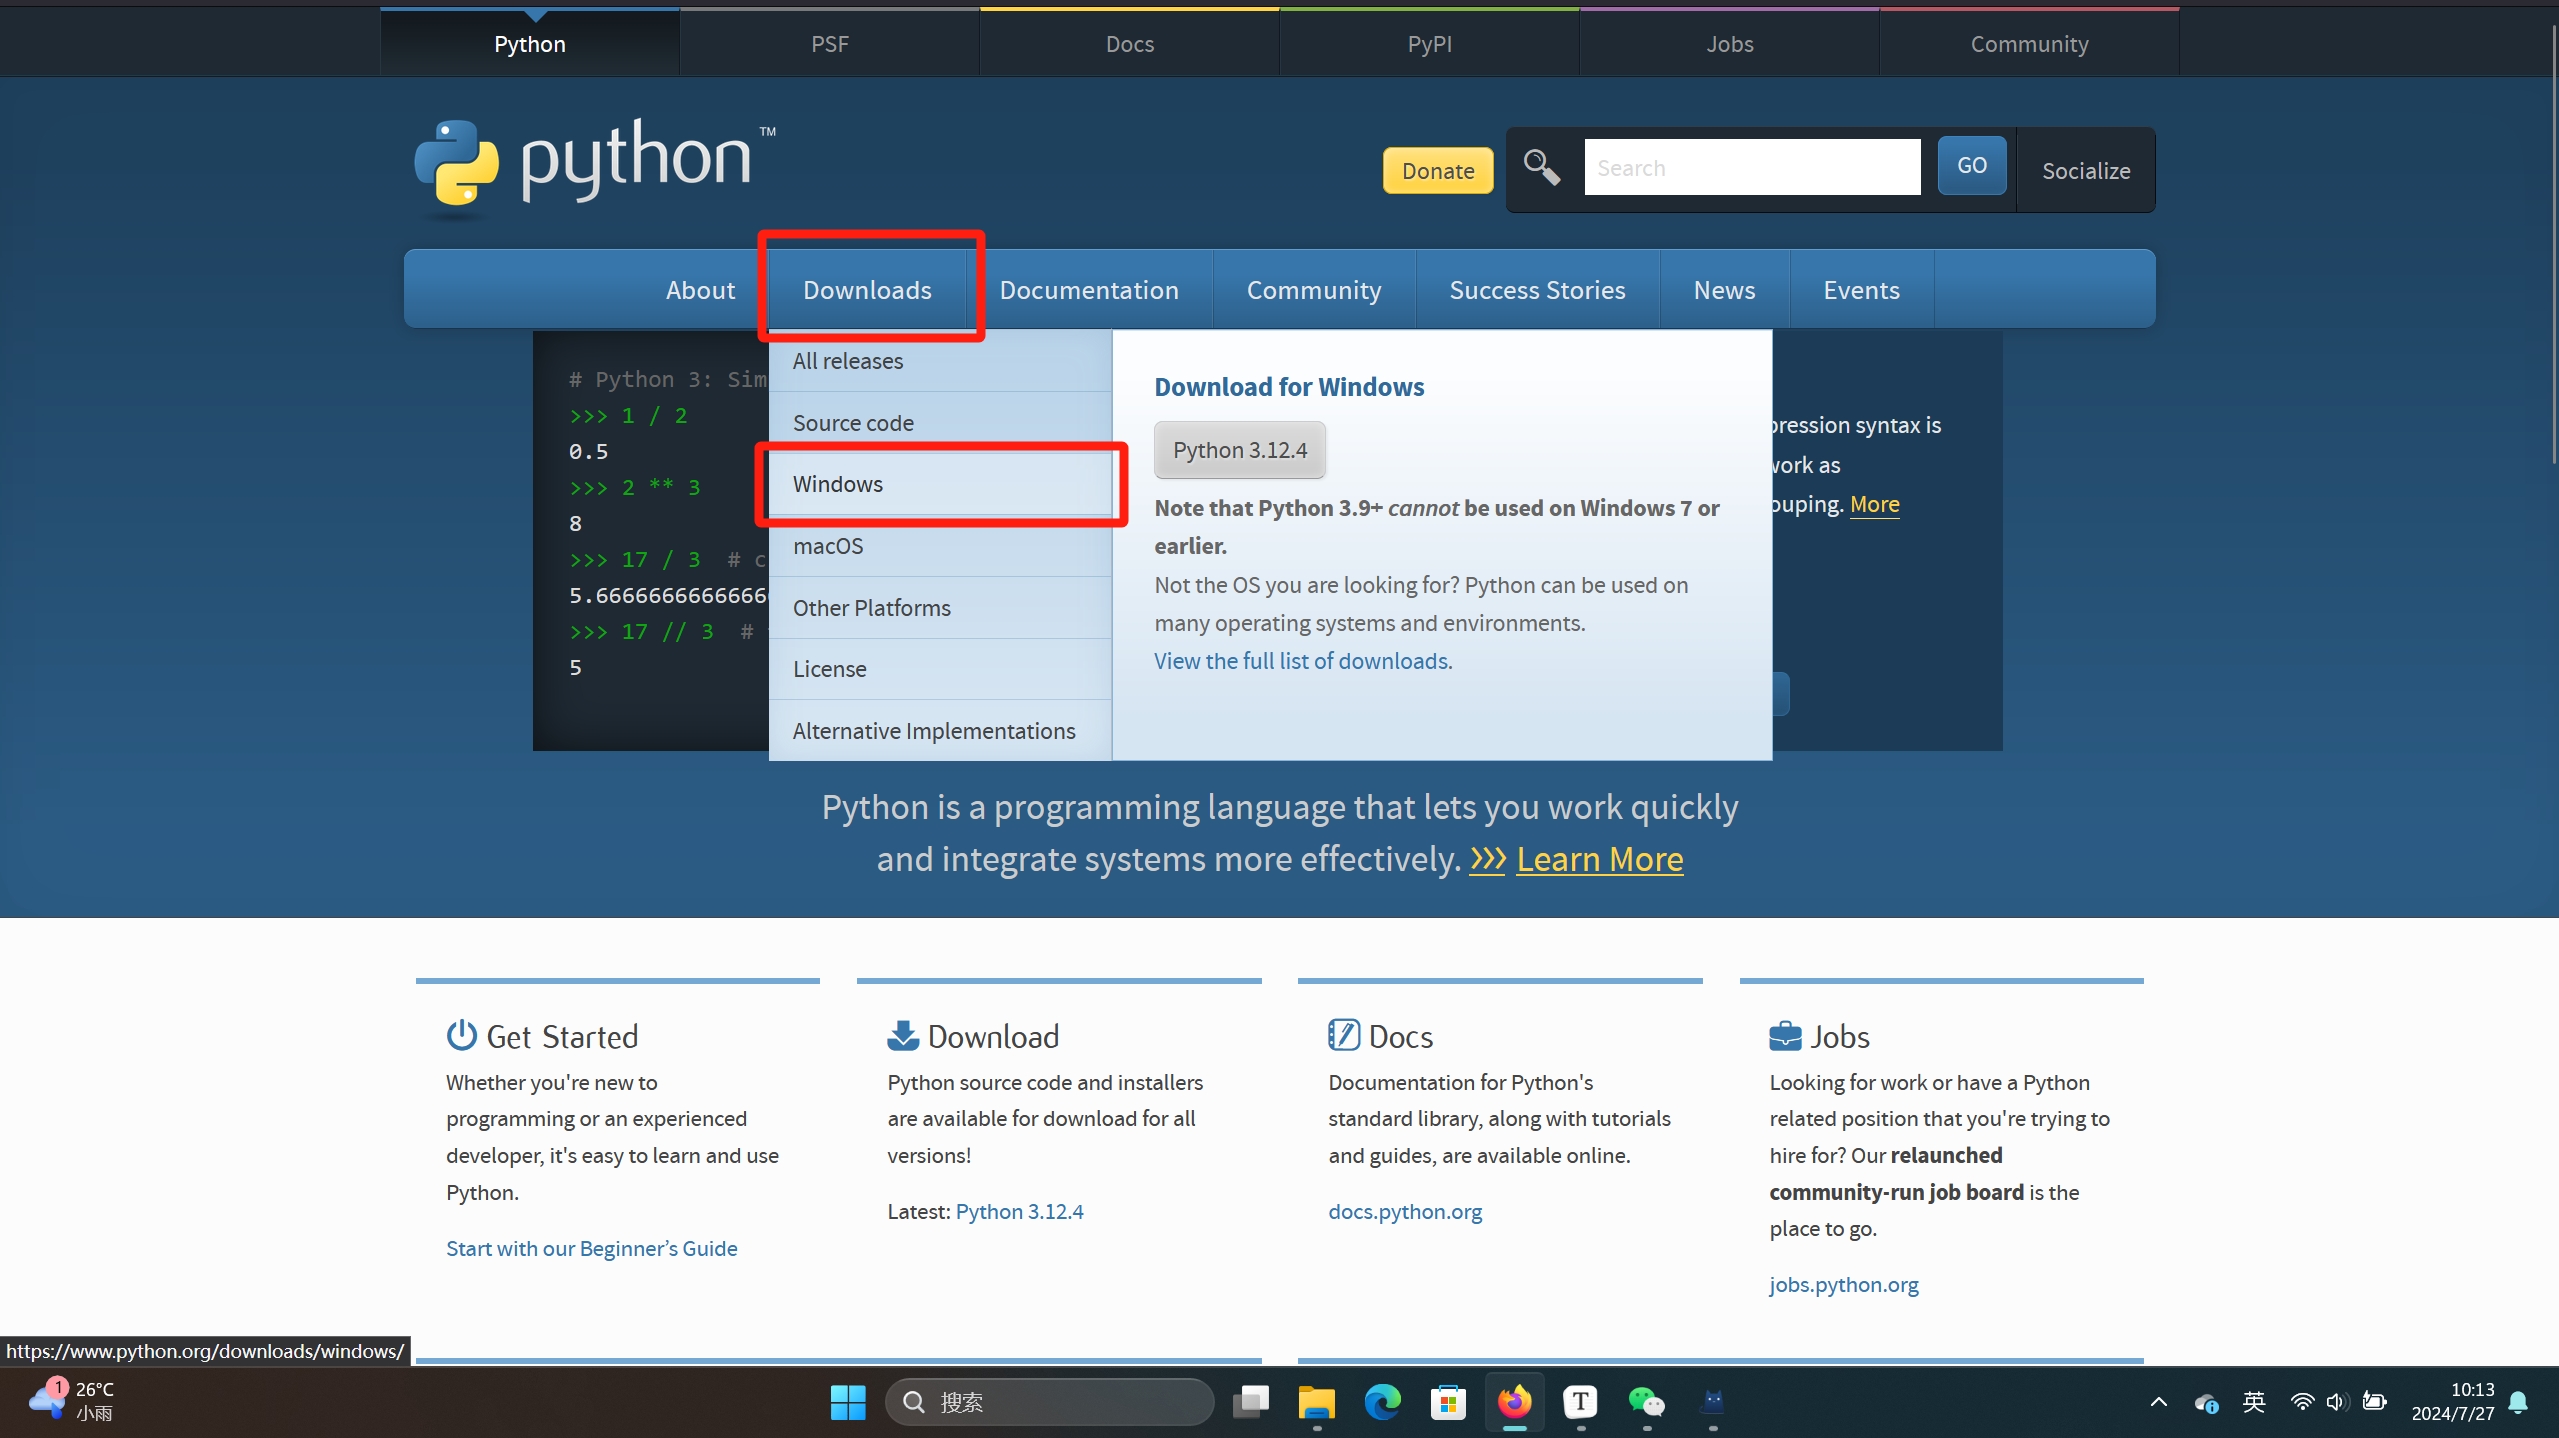 Python
PSF
Docs
PyPI
Jobs
Community
python™
Donate
Search
GO
Socialize
About
Downloads
Documentation
Community
Success Stories
News
Events
# Python 3: Sim
>>> 1 / 2
0.5
>>> 2 ** 3
8
>>> 17 / 3  # c
5.666666666666
>>> 17 // 3  #
5
All releases
Source code
Windows
macOS
Other Platforms
License
Alternative Implementations
Download for Windows
Python 3.12.4
Note that Python 3.9+ cannot be used on Windows 7 or
earlier.
Not the OS you are looking for? Python can be used on
many operating systems and environments.
View the full list of downloads.
pression syntax is
work as
ouping. More
Python is a programming language that lets you work quickly
and integrate systems more effectively. >>> Learn More
Get Started
Whether you're new to
programming or an experienced
developer, it's easy to learn and use
Python.
Start with our Beginner’s Guide
Download
Python source code and installers
are available for download for all
versions!
Latest: Python 3.12.4
Docs
Documentation for Python's
standard library, along with tutorials
and guides, are available online.
docs.python.org
Jobs
Looking for work or have a Python
related position that you're trying to
hire for? Our relaunched
community-run job board is the
place to go.
jobs.python.org
https://www.python.org/downloads/windows/
1
26°C
小雨
搜索
T
英
10:13
2024/7/27